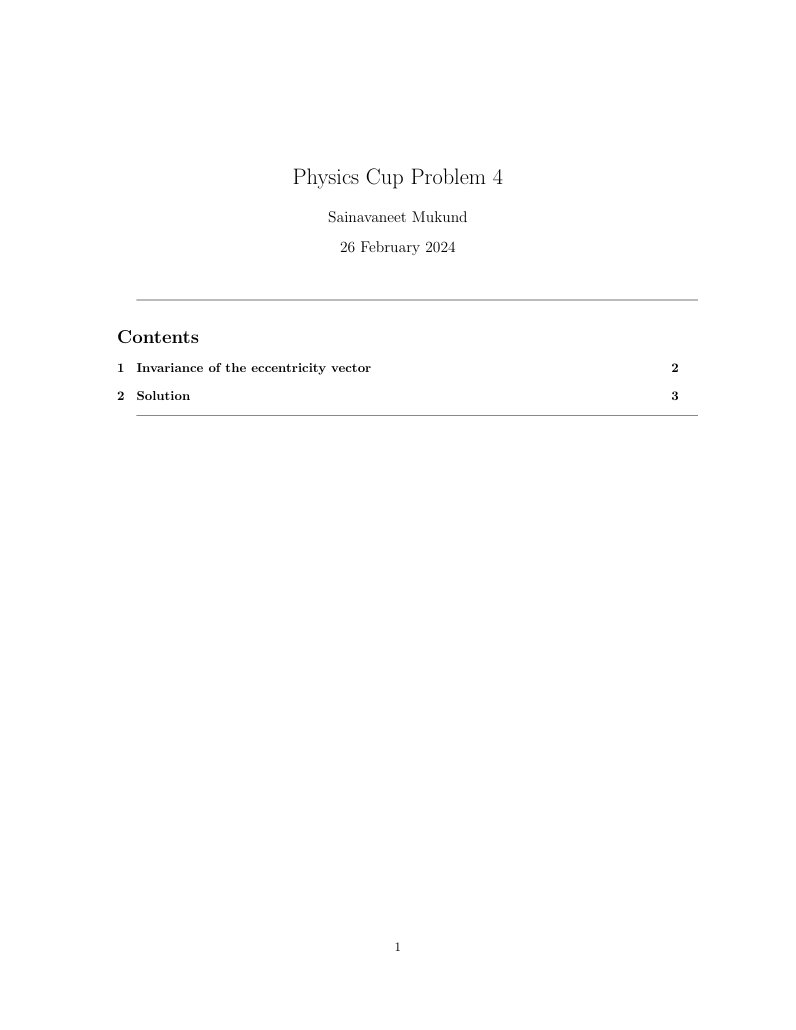 Physics Cup Problem 4
Sainavaneet Mukund
26 February 2024
Contents
1 Invariance of the eccentricity vector 2
2 Solution 3
1